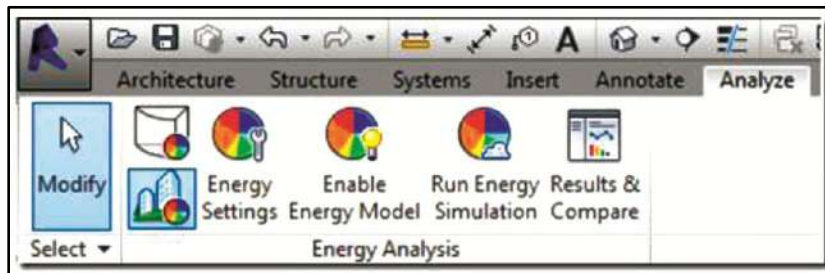 A
Architecture Structure Systems Insert Annotate Analyze
Modify Energy Settings Enable Energy Model Run Energy Simulation Results & Compare
Select Energy Analysis